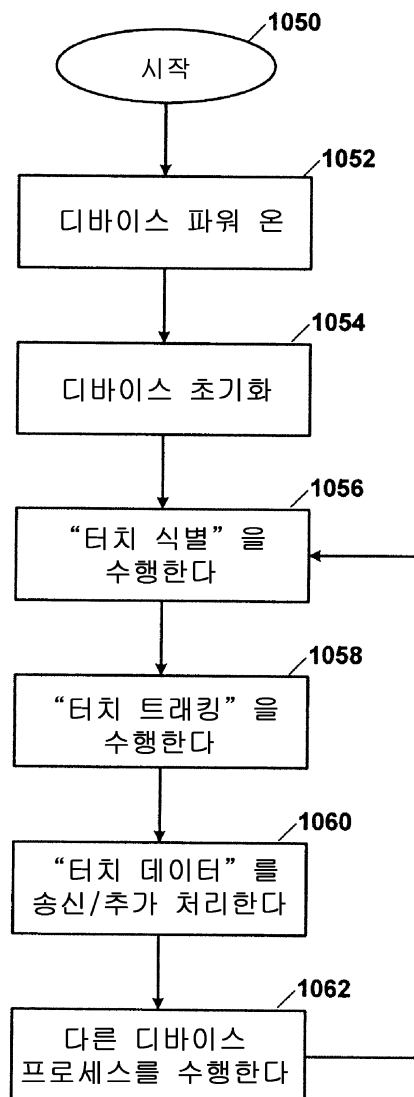 1050
시작
1052
디바이스 파워 온
1054
디바이스 초기화
1056
“터치 식별” 을
수행한다
1058
“터치 트래킹” 을
수행한다
1060
“터치 데이터” 를
송신/추가 처리한다
1062
다른 디바이스
프로세스를 수행한다